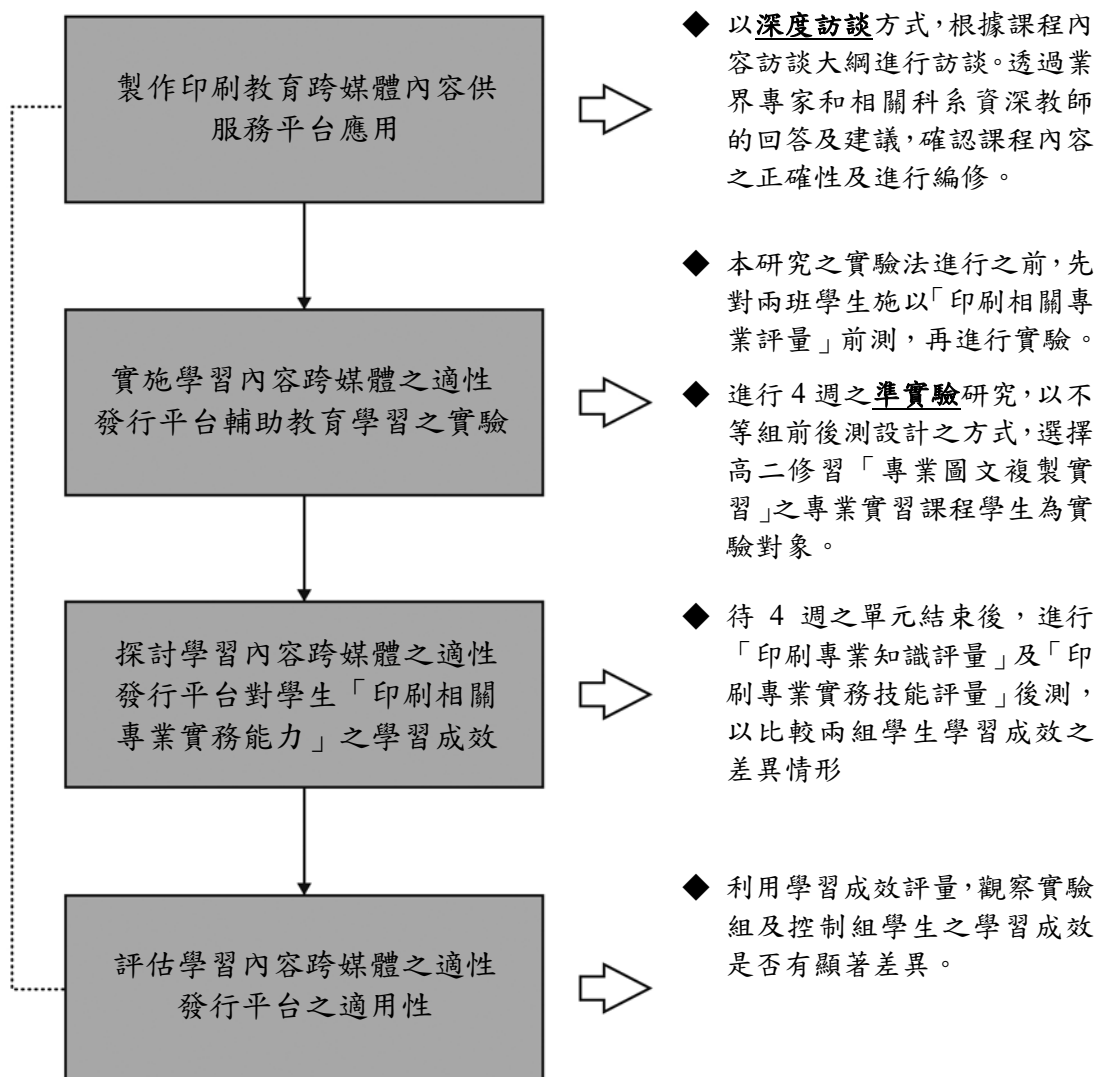 製作印刷教育跨媒體內容供
服務平台應用
◆ 以深度訪談方式，根據課程內
容訪談大綱進行訪談。透過業
界專家和相關科系資深教師
的回答及建議，確認課程內容
之正確性及進行編修。
◆ 本研究之實驗法進行之前，先
對兩班學生施以「印刷相關專
業評量」前測，再進行實驗。
實施學習內容跨媒體之適性
發行平台輔助教育學習之實驗
◆ 進行 4 週之準實驗研究，以不
等組前後測設計之方式，選擇
高二修習「專業圖文複製實
習」之專業實習課程學生為實
驗對象。
探討學習內容跨媒體之適性
發行平台對學生「印刷相關
專業實務能力」之學習成效
◆ 待 4 週之單元結束後，進行
「印刷專業知識評量」及「印
刷專業實務技能評量」後測，
以比較兩組學生學習成效之
差異情形
評估學習內容跨媒體之適性
發行平台之適用性
◆ 利用學習成效評量，觀察實驗
組及控制組學生之學習成效
是否有顯著差異。